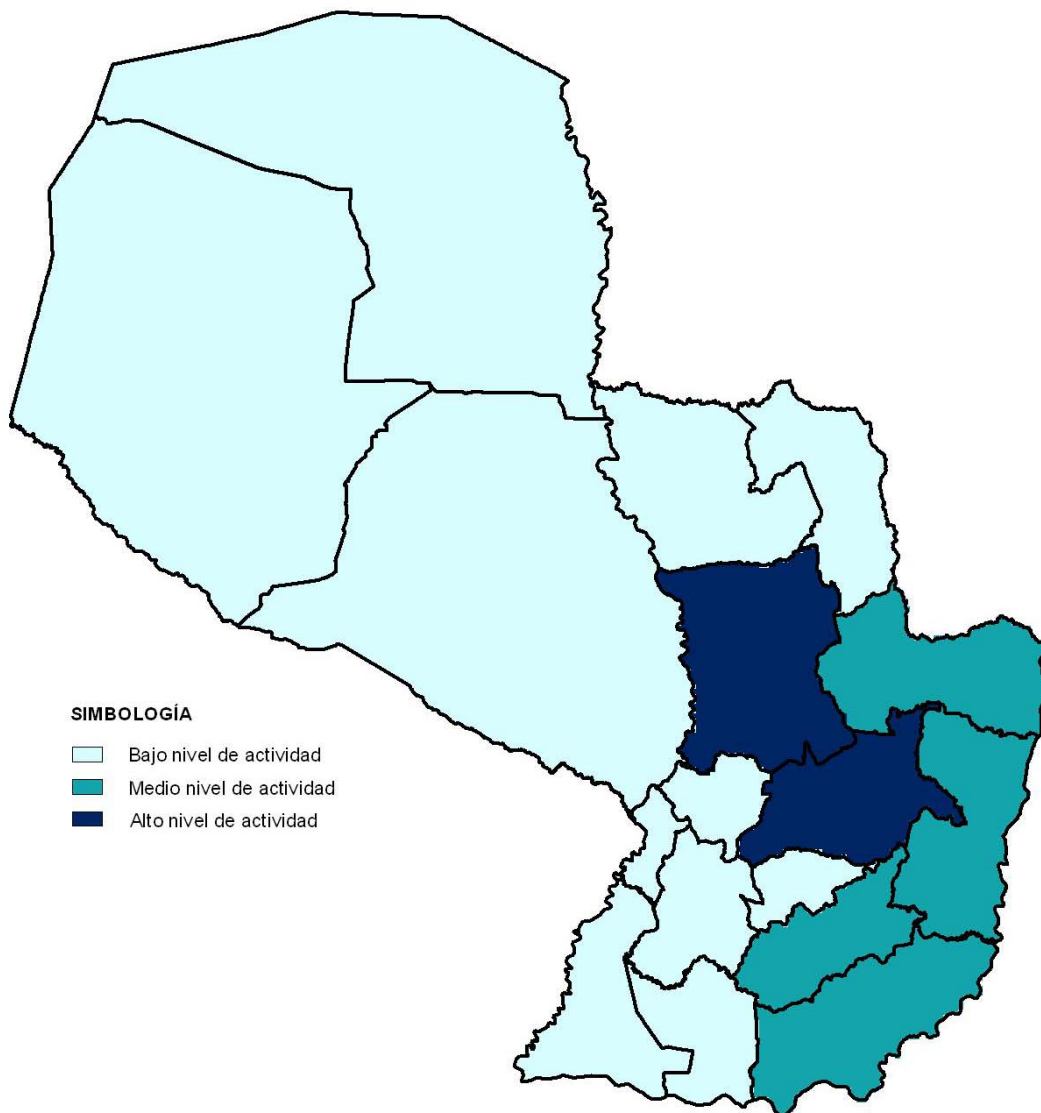 SIMBOLOGÍA
Bajo nivel de actividad
Medio nivel de actividad
Alto nivel de actividad